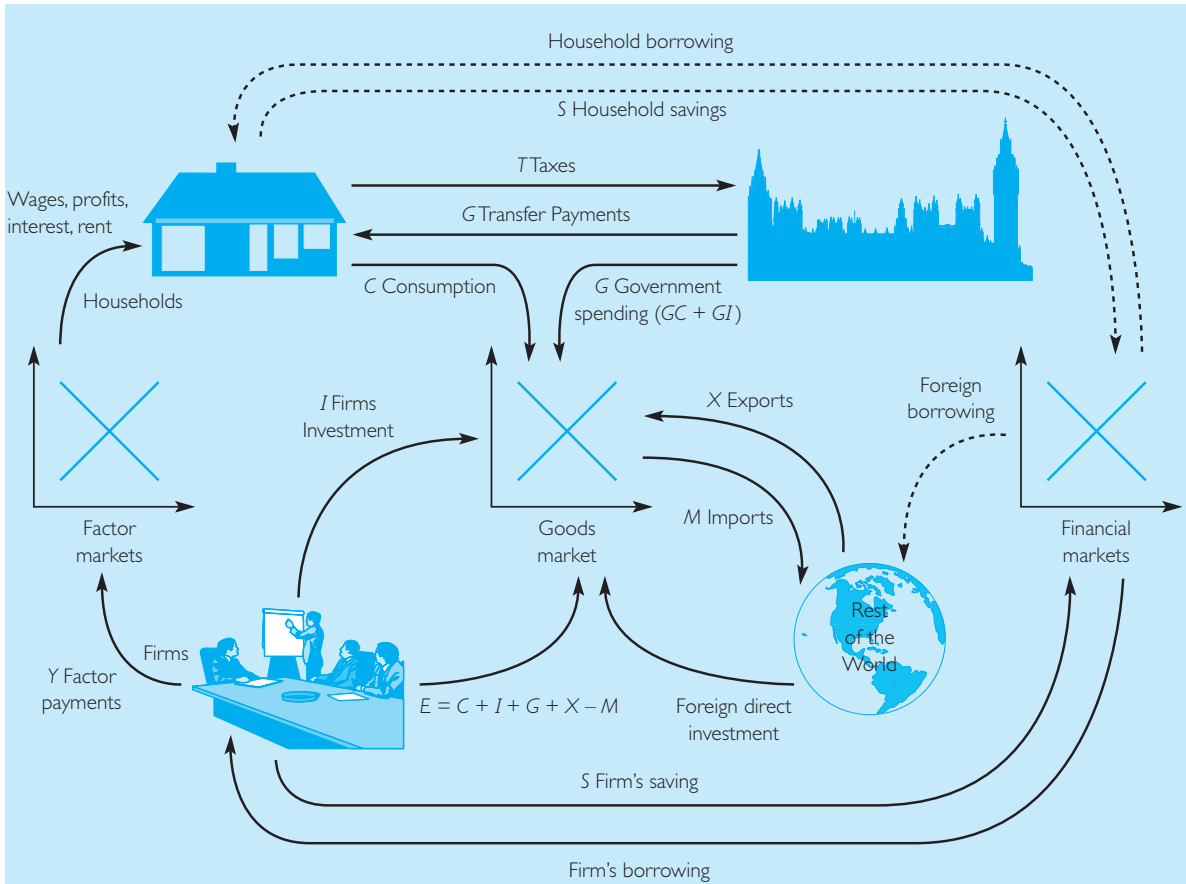 Household borrowing
S Household savings
T Taxes
Wages, profits,
interest, rent
G Transfer Payments
Households
C Consumption
G Government
spending (GC + GI)
I Firms
Investment
X Exports
Foreign
borrowing
M Imports
Factor
markets
Goods
market
Financial
markets
Rest
of the
World
Firms
Y Factor
payments
E = C + I + G + X – M
Foreign direct
investment
S Firm's saving
Firm's borrowing